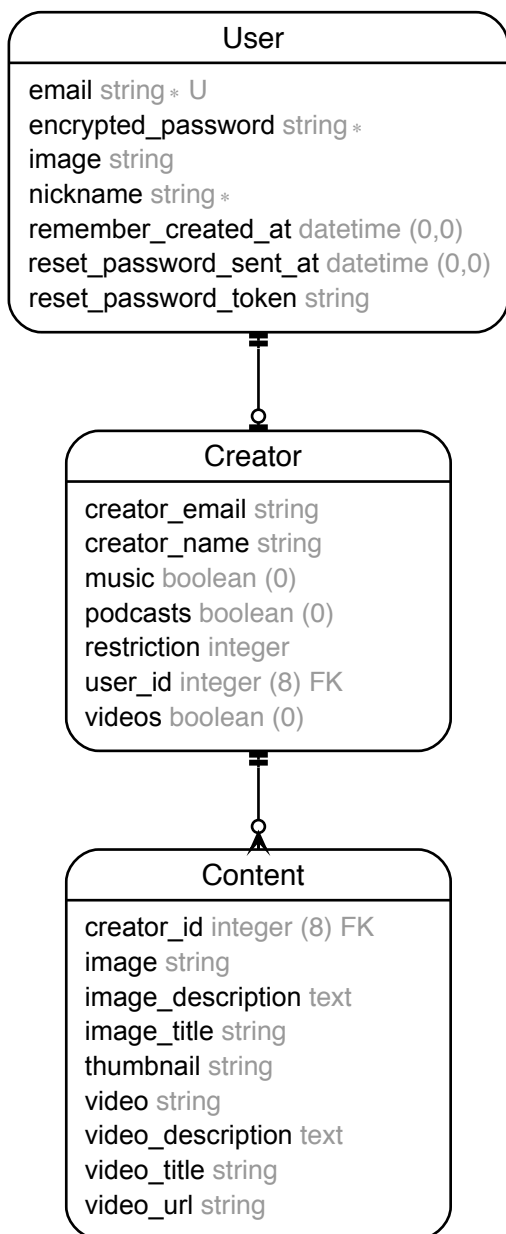 User
email string ∗ U
encrypted_password string ∗
image string
nickname string ∗
remember_created_at datetime (0,0)
reset_password_sent_at datetime (0,0)
reset_password_token string
Creator
creator_email string
creator_name string
music boolean (0)
podcasts boolean (0)
restriction integer
user_id integer (8) FK
videos boolean (0)
Content
creator_id integer (8) FK
image string
image_description text
image_title string
thumbnail string
video string
video_description text
video_title string
video_url string